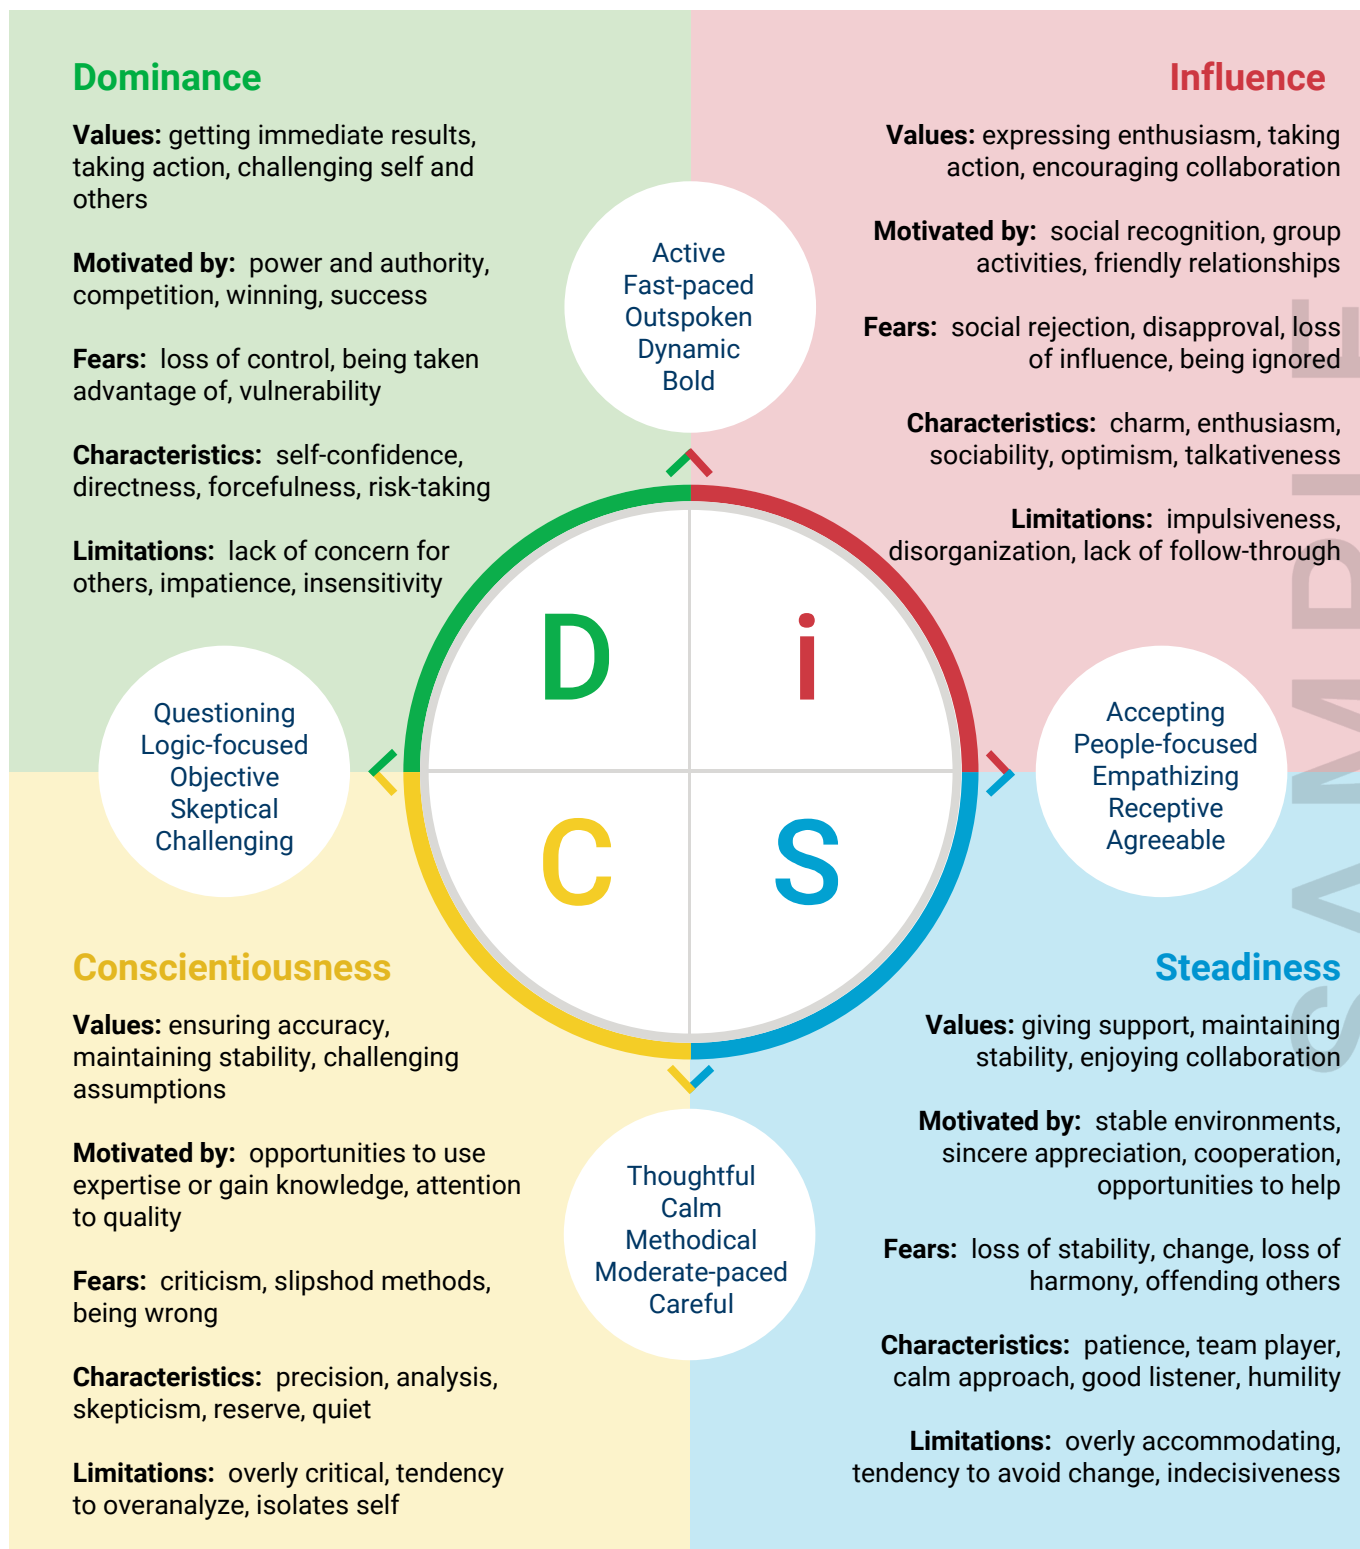 Dominance
Values: getting immediate results,
taking action, challenging self and
others
Motivated by:  power and authority,
competition, winning, success
Fears:  loss of control, being taken
advantage of, vulnerability
Characteristics:  self-confidence,
directness, forcefulness, risk-taking
Limitations:  lack of concern for
others, impatience, insensitivity
Influence
Values: expressing enthusiasm, taking
action, encouraging collaboration
Motivated by:  social recognition, group
activities, friendly relationships
Fears:  social rejection, disapproval, loss
of influence, being ignored
Characteristics:  charm, enthusiasm,
sociability, optimism, talkativeness
Limitations:  impulsiveness,
disorganization, lack of follow-through
Active
Fast-paced
Outspoken
Dynamic
Bold
Questioning
Logic-focused
Objective
Skeptical
Challenging
D
i
C
S
Accepting
People-focused
Empathizing
Receptive
Agreeable
Conscientiousness
Values: ensuring accuracy,
maintaining stability, challenging
assumptions
Motivated by:  opportunities to use
expertise or gain knowledge, attention
to quality
Fears:  criticism, slipshod methods,
being wrong
Characteristics:  precision, analysis,
skepticism, reserve, quiet
Limitations:  overly critical, tendency
to overanalyze, isolates self
Thoughtful
Calm
Methodical
Moderate-paced
Careful
Steadiness
Values: giving support, maintaining
stability, enjoying collaboration
Motivated by:  stable environments,
sincere appreciation, cooperation,
opportunities to help
Fears:  loss of stability, change, loss of
harmony, offending others
Characteristics:  patience, team player,
calm approach, good listener, humility
Limitations:  overly accommodating,
tendency to avoid change, indecisiveness
SAMPLE